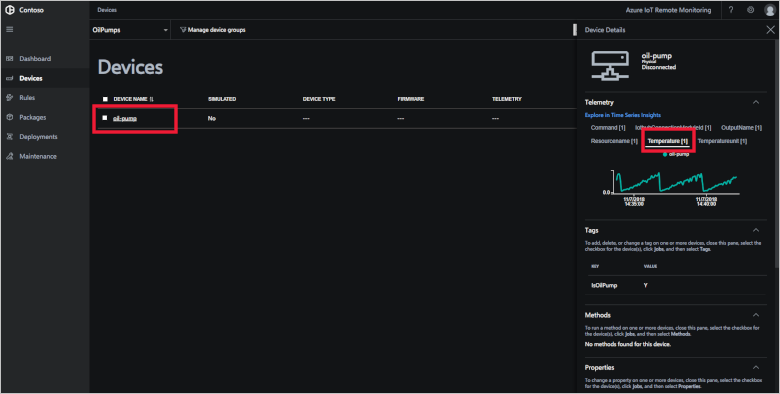 Contoso
Devices
Azure IoT Remote Monitoring
?
OilPumps
Manage device groups
Dashboard
Devices
Rules
Packages
Deployments
Maintenance
Devices
DEVICE NAME
SIMULATED
DEVICE TYPE
FIRMWARE
TELEMETRY
oil-pump
No
---
---
---
Device Details
oil-pump
Physical
Disconnected
Telemetry
Explore in Time Series Insights
Command [1]
OutputName [1]
Resourcename [1]
Temperature [1]
Temperatureunit [1]
oil-pump
0.0
11/7/2018
14:35:00
11/7/2018
14:40:00
Tags
To add, delete, or change a tag on one or more devices, close this pane, select the
checkbox for the device(s), click Jobs, and then select Tags.
KEY
VALUE
IsOilPump
Y
Methods
To run a method on one or more devices, close this pane, select the checkbox for
the device(s), click Jobs, and then select Methods.
No methods found for this device.
Properties
To change a property on one or more devices, close this pane, select the checkbox
for the device(s), click Jobs, and then select Properties.